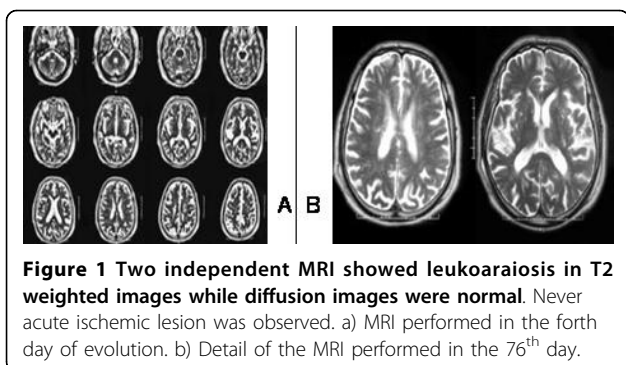 A B
Figure 1 Two independent MRI showed leukoaraiosis in T2
weighted images while diffusion images were normal. Never
acute ischemic lesion was observed. a) MRI performed in the forth
day of evolution. b) Detail of the MRI performed in the 76th day.